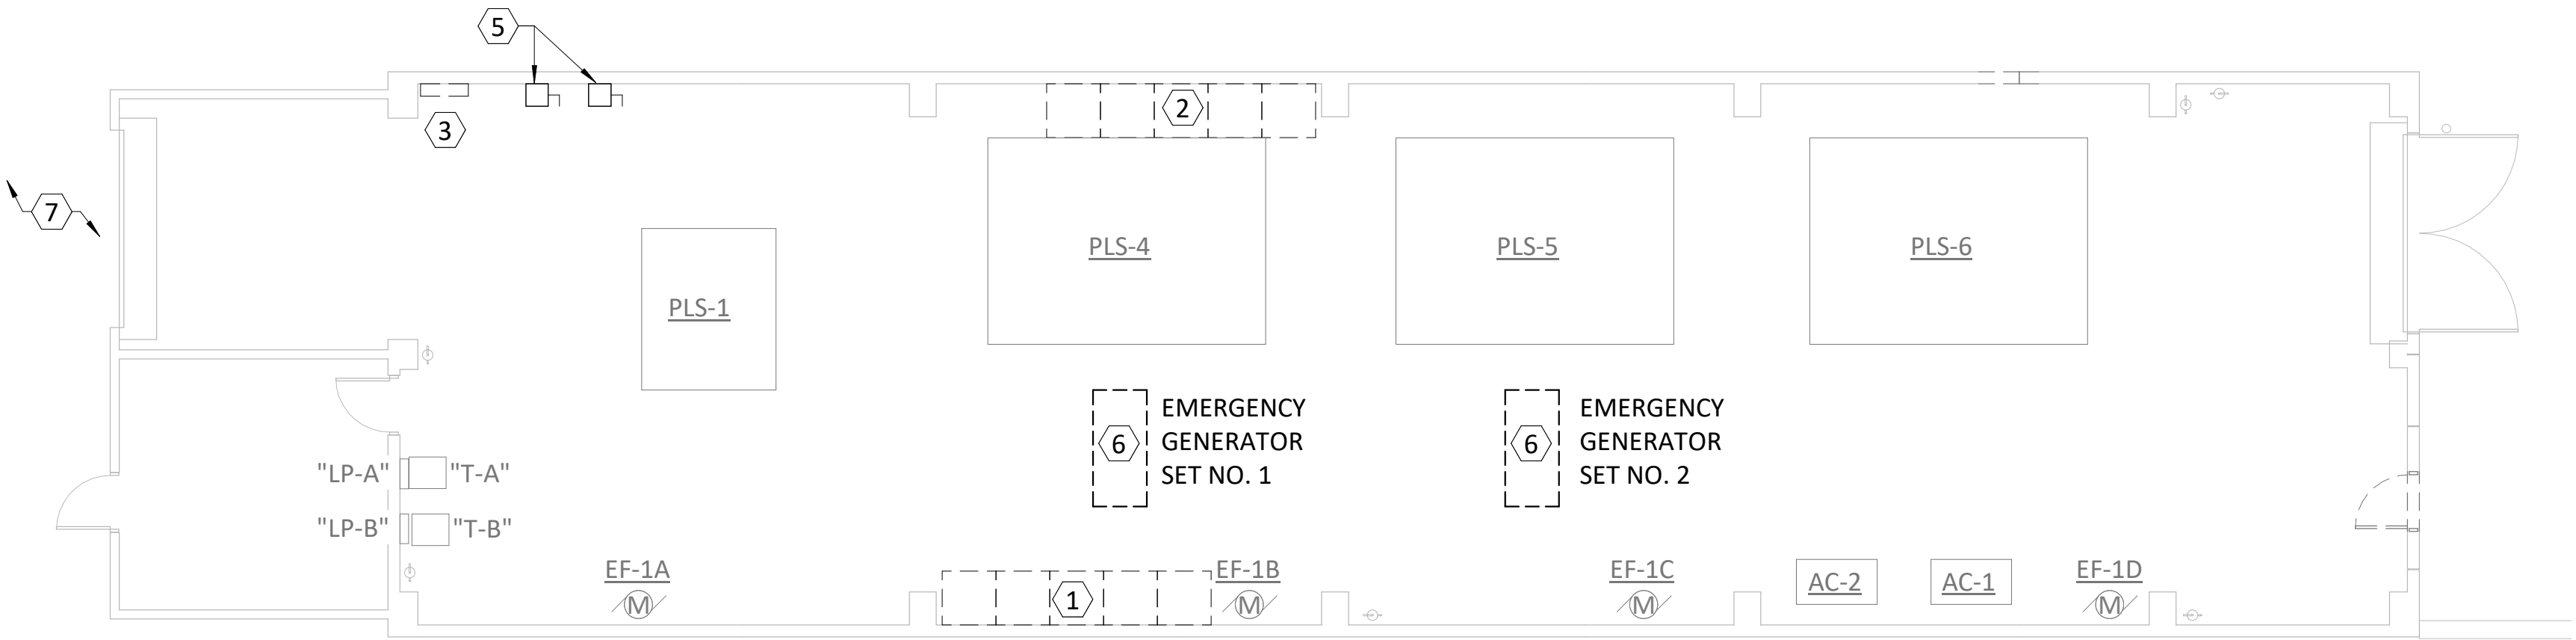 5
2
3
7
PLS-4
PLS-5
PLS-6
PLS-1
6
EMERGENCY
GENERATOR
SET NO. 1
6
EMERGENCY
GENERATOR
SET NO. 2
"LP-A"
"T-A"
"LP-B"
"T-B"
EF-1A
M
1
EF-1B
M
EF-1C
M
AC-2
AC-1
EF-1D
M